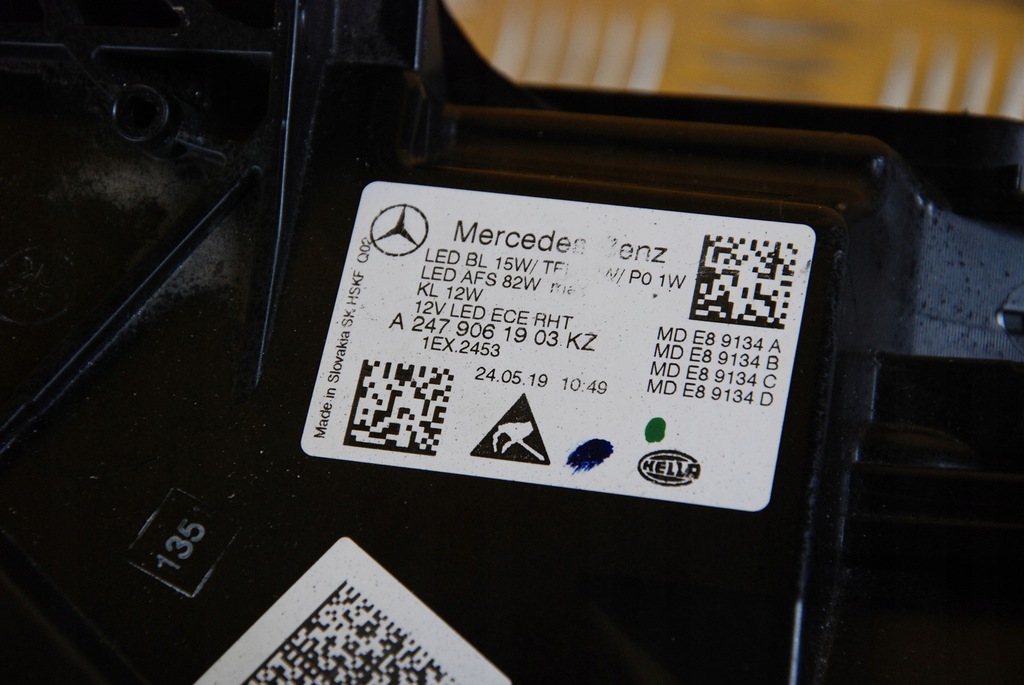 Mercedes Benz
LED BL 15W/ W/ P0 1W
LED AFS 82W max
KL 12W
12V LED ECE RHT
A 247 906 19 03 KZ
1EX.2453
24.05.19 10:49
MD E8 9134 A
MD E8 9134 B
MD E8 9134 C
MD E8 9134 D
Made in Slovakia SK HSKF Q02
HELLA
135